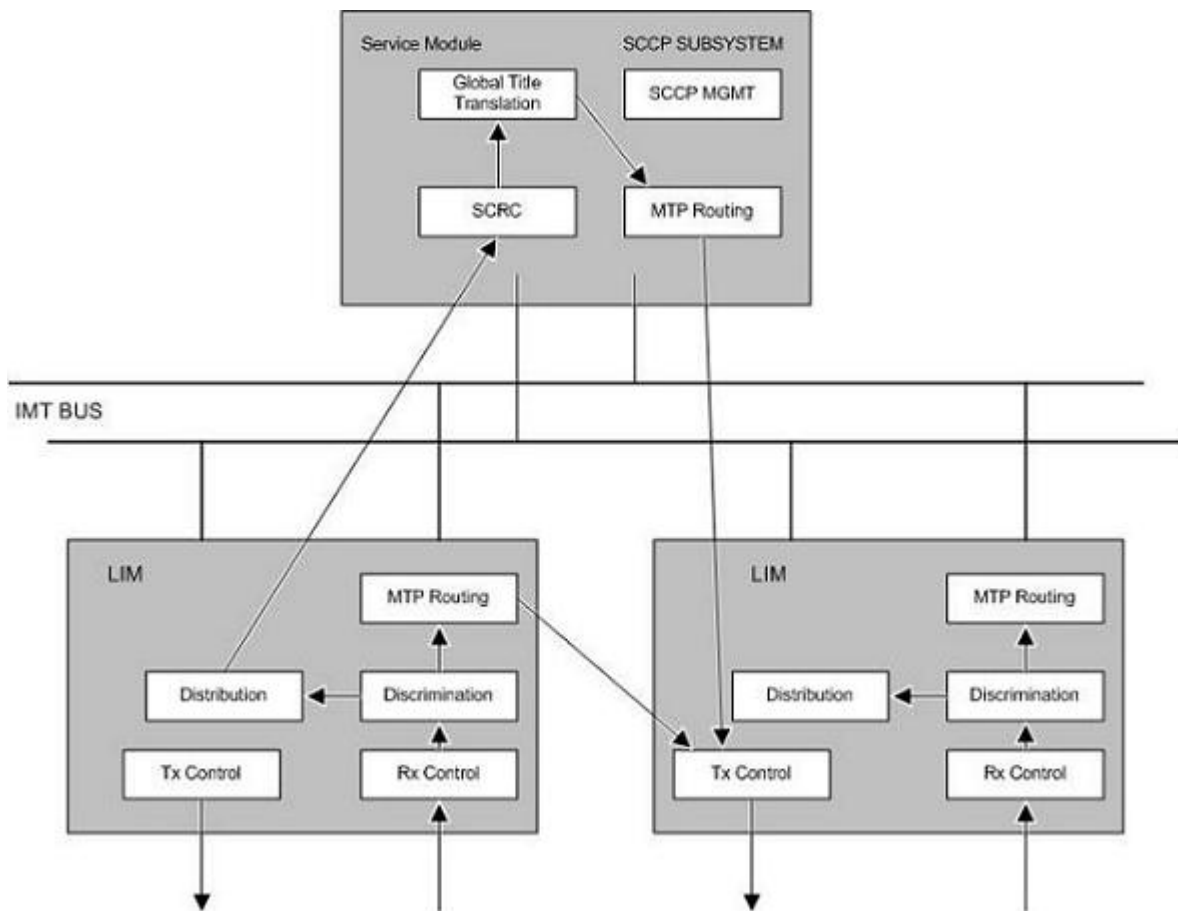 Service Module
SCCP SUBSYSTEM
Global Title
Translation
SCCP MGMT
SCRC
MTP Routing
IMT BUS
LIM
MTP Routing
Distribution
Discrimination
Tx Control
Rx Control
LIM
MTP Routing
Distribution
Discrimination
Tx Control
Rx Control